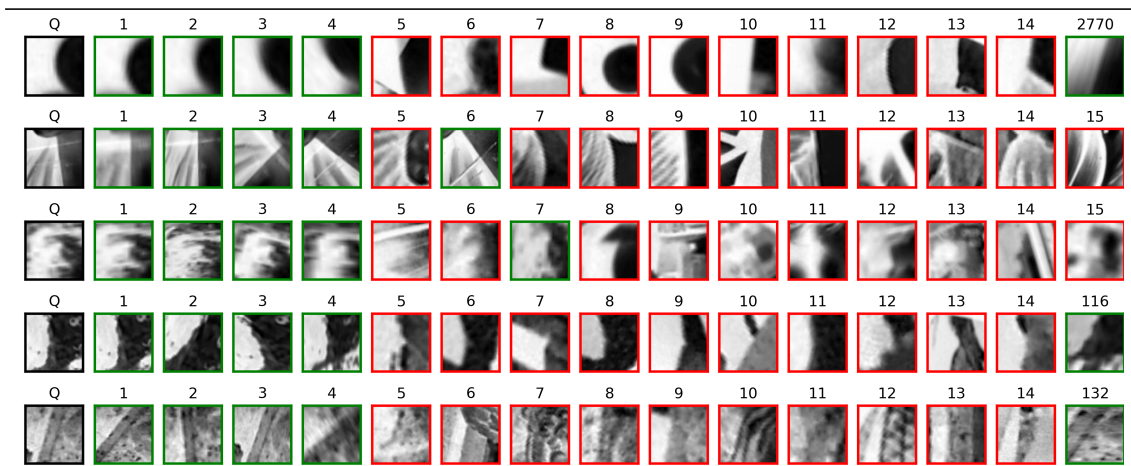 Q 1 2 3 4 5 6 7 8 9 10 11 12 13 14 2770
Q 1 2 3 4 5 6 7 8 9 10 11 12 13 14 15
Q 1 2 3 4 5 6 7 8 9 10 11 12 13 14 15
Q 1 2 3 4 5 6 7 8 9 10 11 12 13 14 116
Q 1 2 3 4 5 6 7 8 9 10 11 12 13 14 132